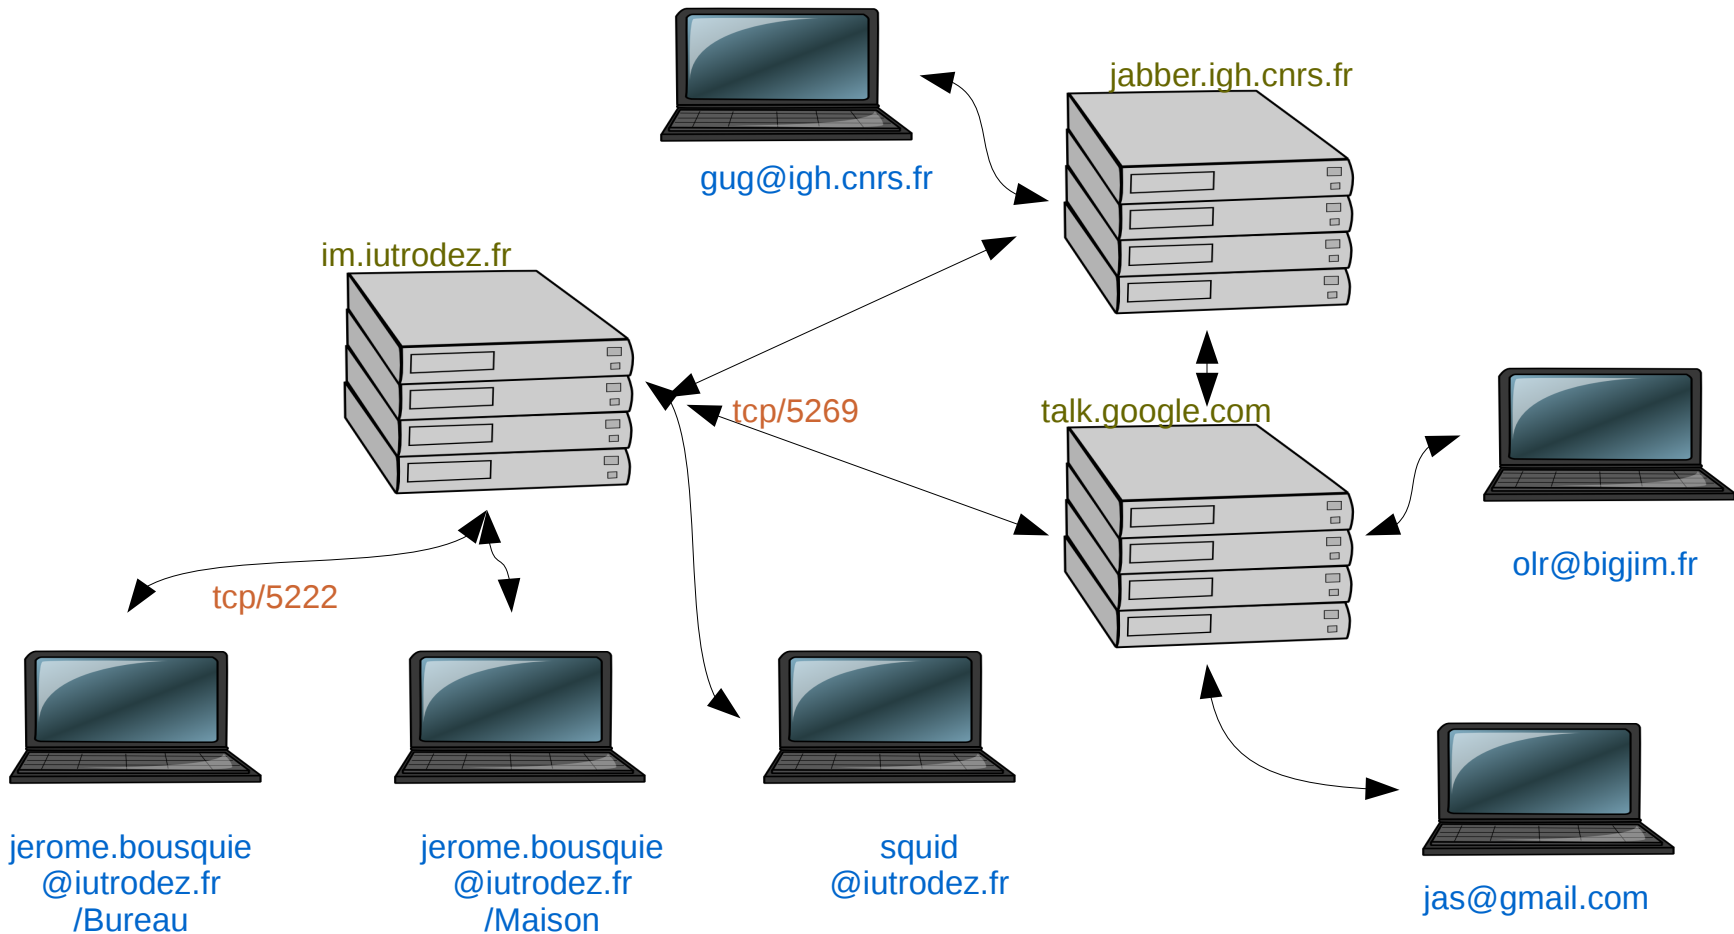 jabber.igh.cnrs.fr
gug@igh.cnrs.fr
im.iutrodez.fr
tcp/5269
talk.google.com
olr@bigjim.fr
tcp/5222
jerome.bousquie
@iutrodez.fr
/Bureau
jerome.bousquie
@iutrodez.fr
/Maison
squid
@iutrodez.fr
jas@gmail.com